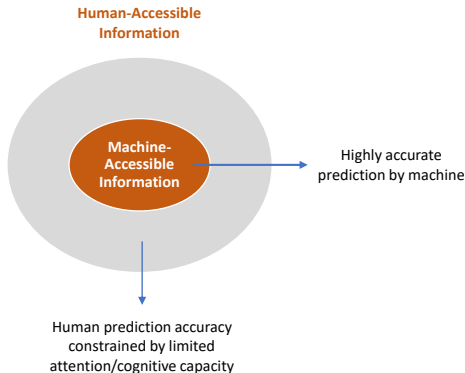 Human-Accessible
Information
Machine-
Accessible
Information
Highly accurate
prediction by machine
Human prediction accuracy
constrained by limited
attention/cognitive capacity